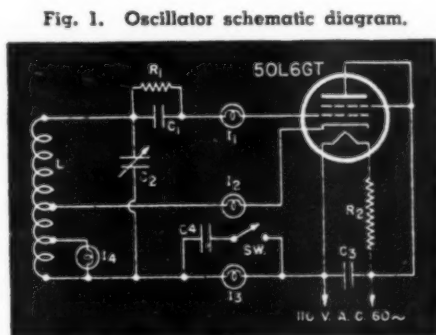 Fig. 1. Oscillator schematic diagram.
R1
50L6GT
C1
I1
L
C2
I2
C4
SW.
R2
I4
I3
C3
110 V. A.C. 60~